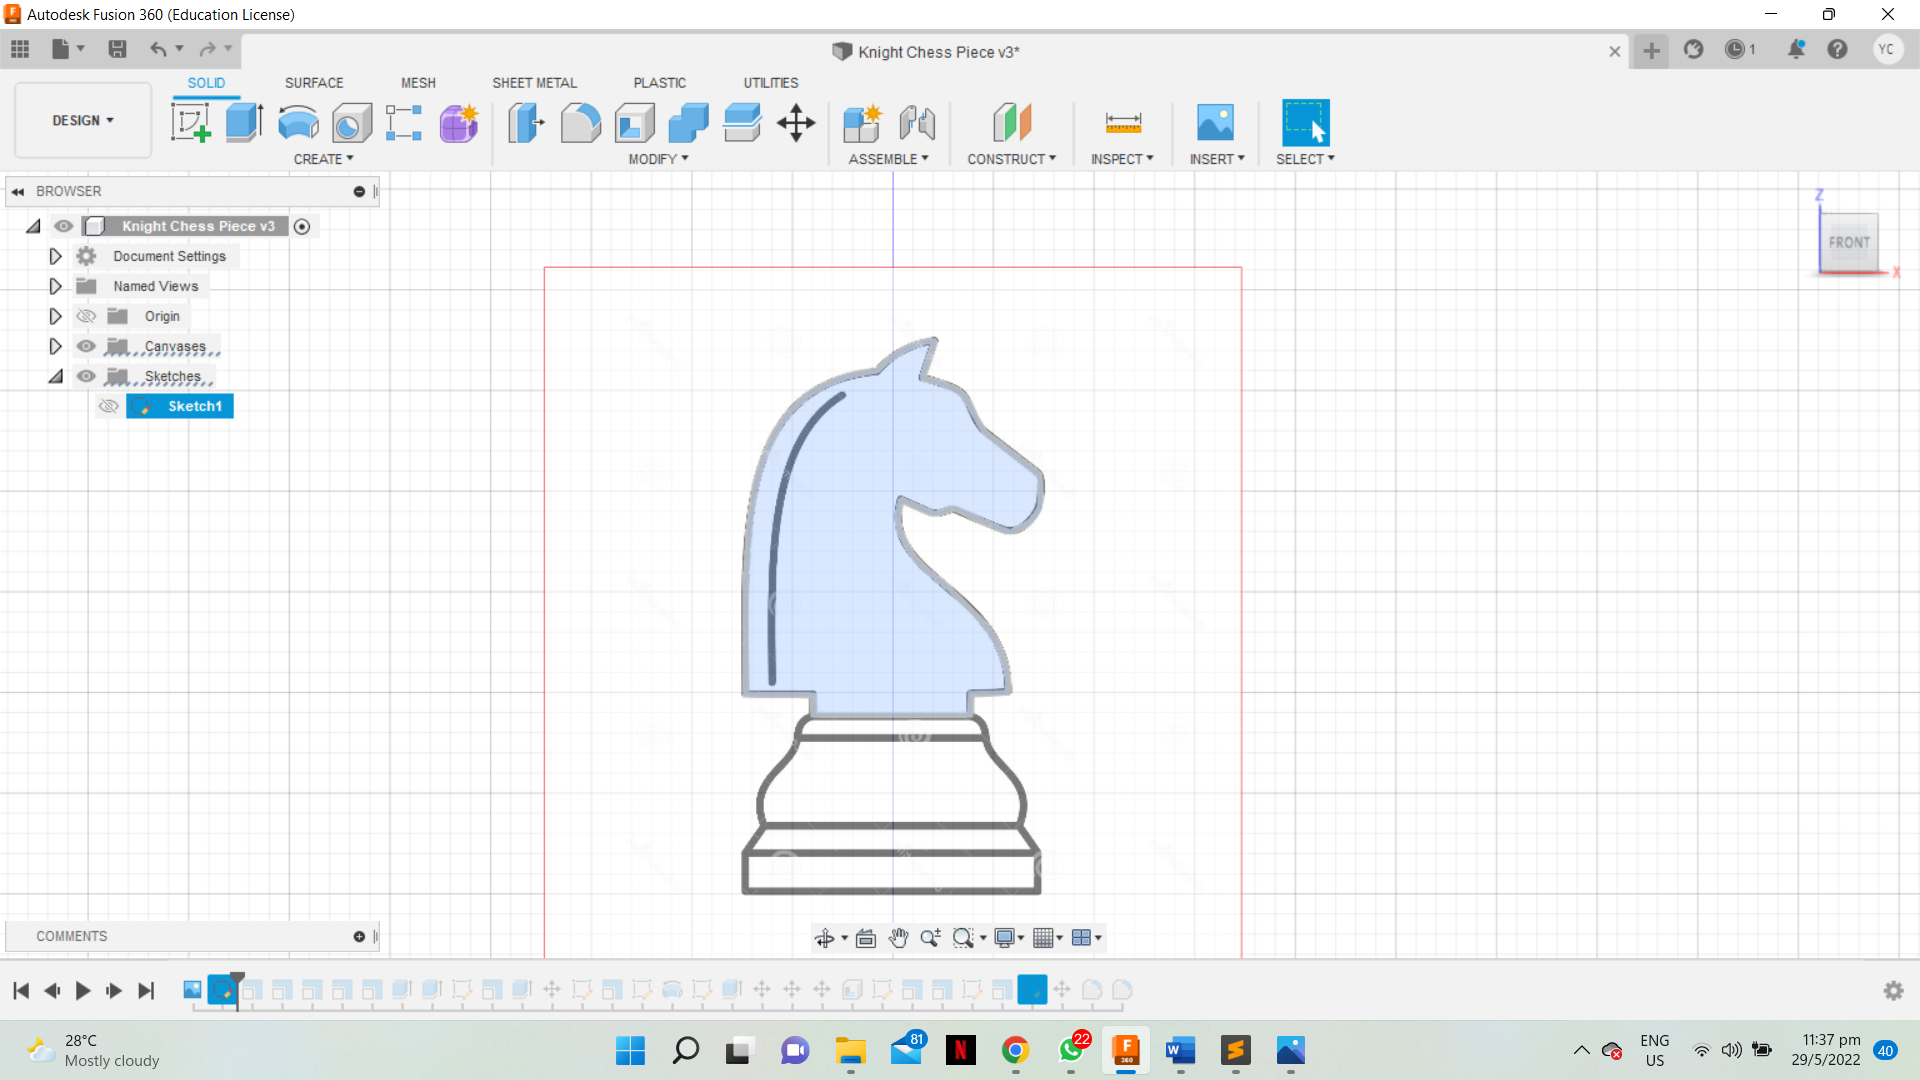 Autodesk Fusion 360 (Education License)
Knight Chess Piece v3*
1
YC
SOLID SURFACE MESH SHEET METAL PLASTIC UTILITIES
DESIGN
CREATE MODIFY ASSEMBLE CONSTRUCT INSPECT INSERT SELECT
BROWSER
Knight Chess Piece v3
Document Settings
Named Views
Origin
Canvases
Sketches
Sketch1
Z
FRONT
X
COMMENTS
28°C
Mostly cloudy
81
N
22
F
360
W
S
ENG
US
11:37 pm
29/5/2022
40